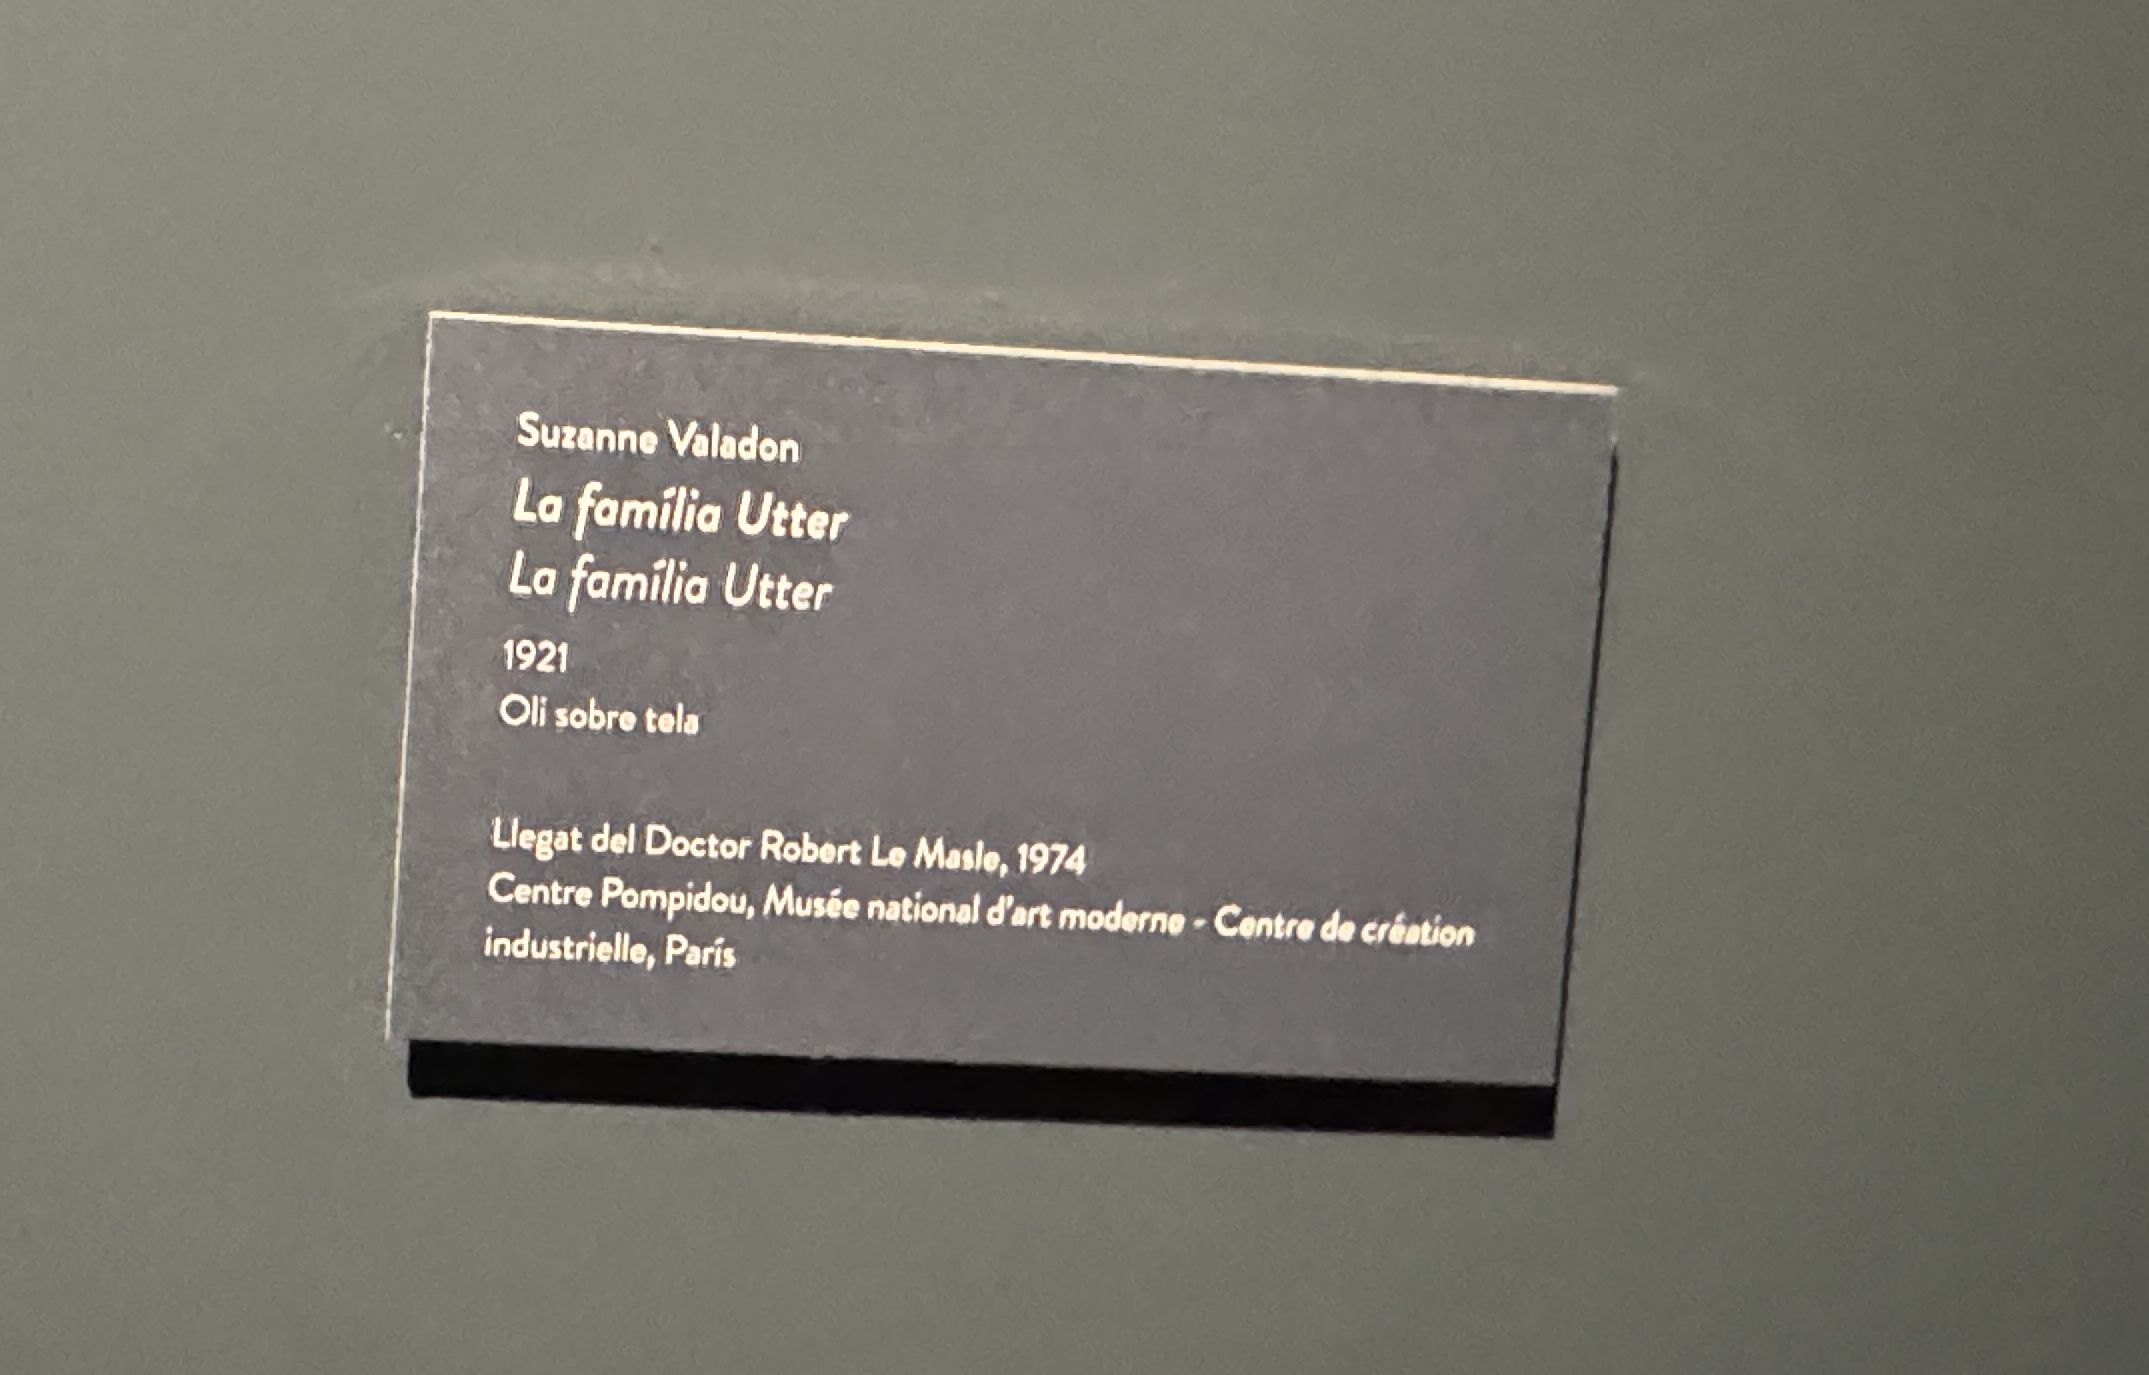 Suzanne Valadon
La família Utter
La família Utter
1921
Oli sobre tela
Llegat del Doctor Robert Le Masle, 1974
Centre Pompidou, Musée national d'art moderne - Centre de création
industrielle, París